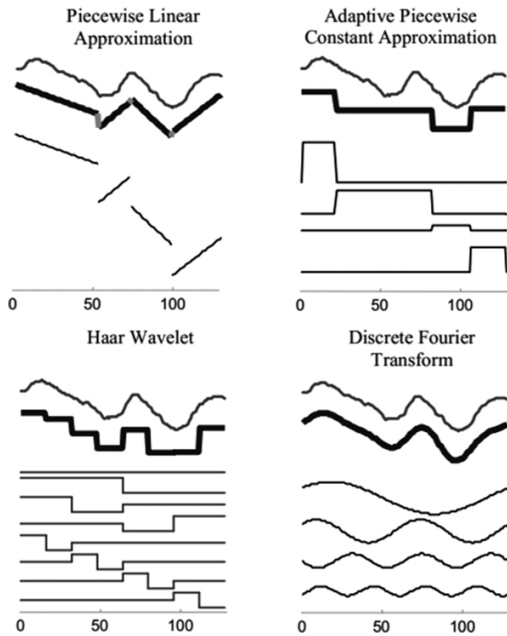 Piecewise Linear
Approximation
Adaptive Piecewise
Constant Approximation
0 50 100
0 50 100
Haar Wavelet
Discrete Fourier
Transform
0 50 100
0 50 100